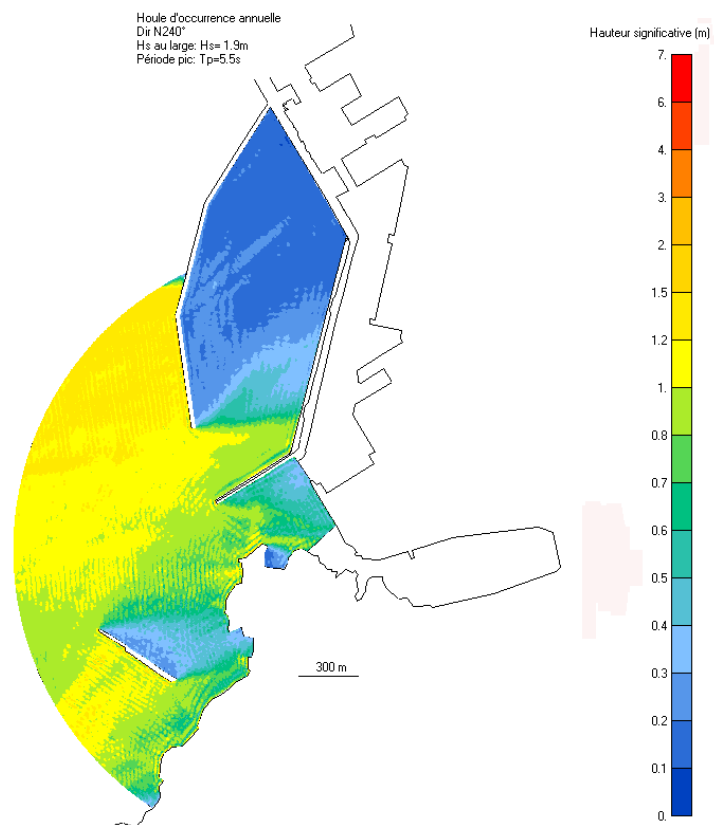 Houle d'occurrence annuelle
Dir N240°
Hs au large: Hs= 1.9m
Période pic: Tp=5.5s
Hauteur significative (m)
7.
6.
4.
3.
2.
1.5
1.2
1.
0.8
0.7
0.6
0.5
0.4
0.3
0.2
0.1
0.
300 m